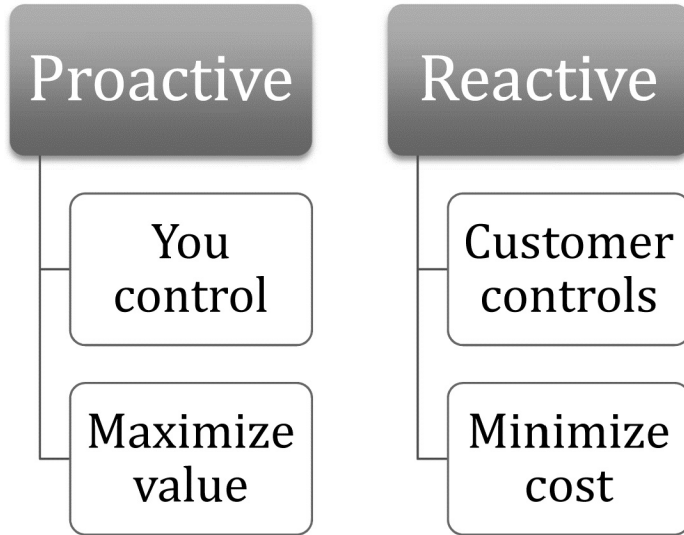 Proactive
You
control
Maximize
value
Reactive
Customer
controls
Minimize
cost